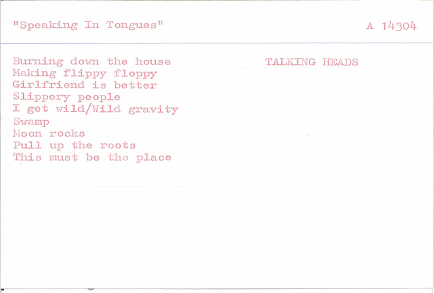 "Speaking In Tongues" A 14304
Burning down the house TALKING HEADS
Making flippy floppy
Girlfriend is better
Slippery people
I get wild/Wild gravity
Swamp
Moon rocks
Pull up the roots
This must be the place